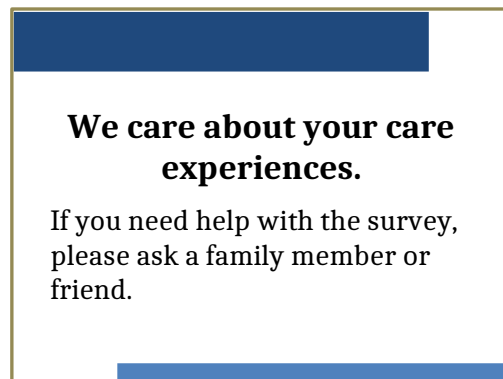 We care about your care
experiences.
If you need help with the survey,
please ask a family member or
friend.